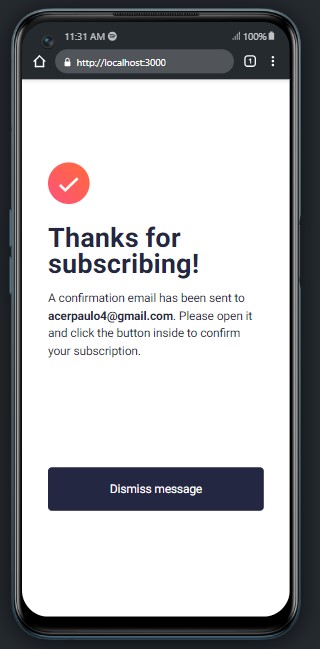 11:31 AM
100%
http://localhost:3000
1
Thanks for
subscribing!
A confirmation email has been sent to
acerpaulo4@gmail.com. Please open it
and click the button inside to confirm
your subscription.
Dismiss message